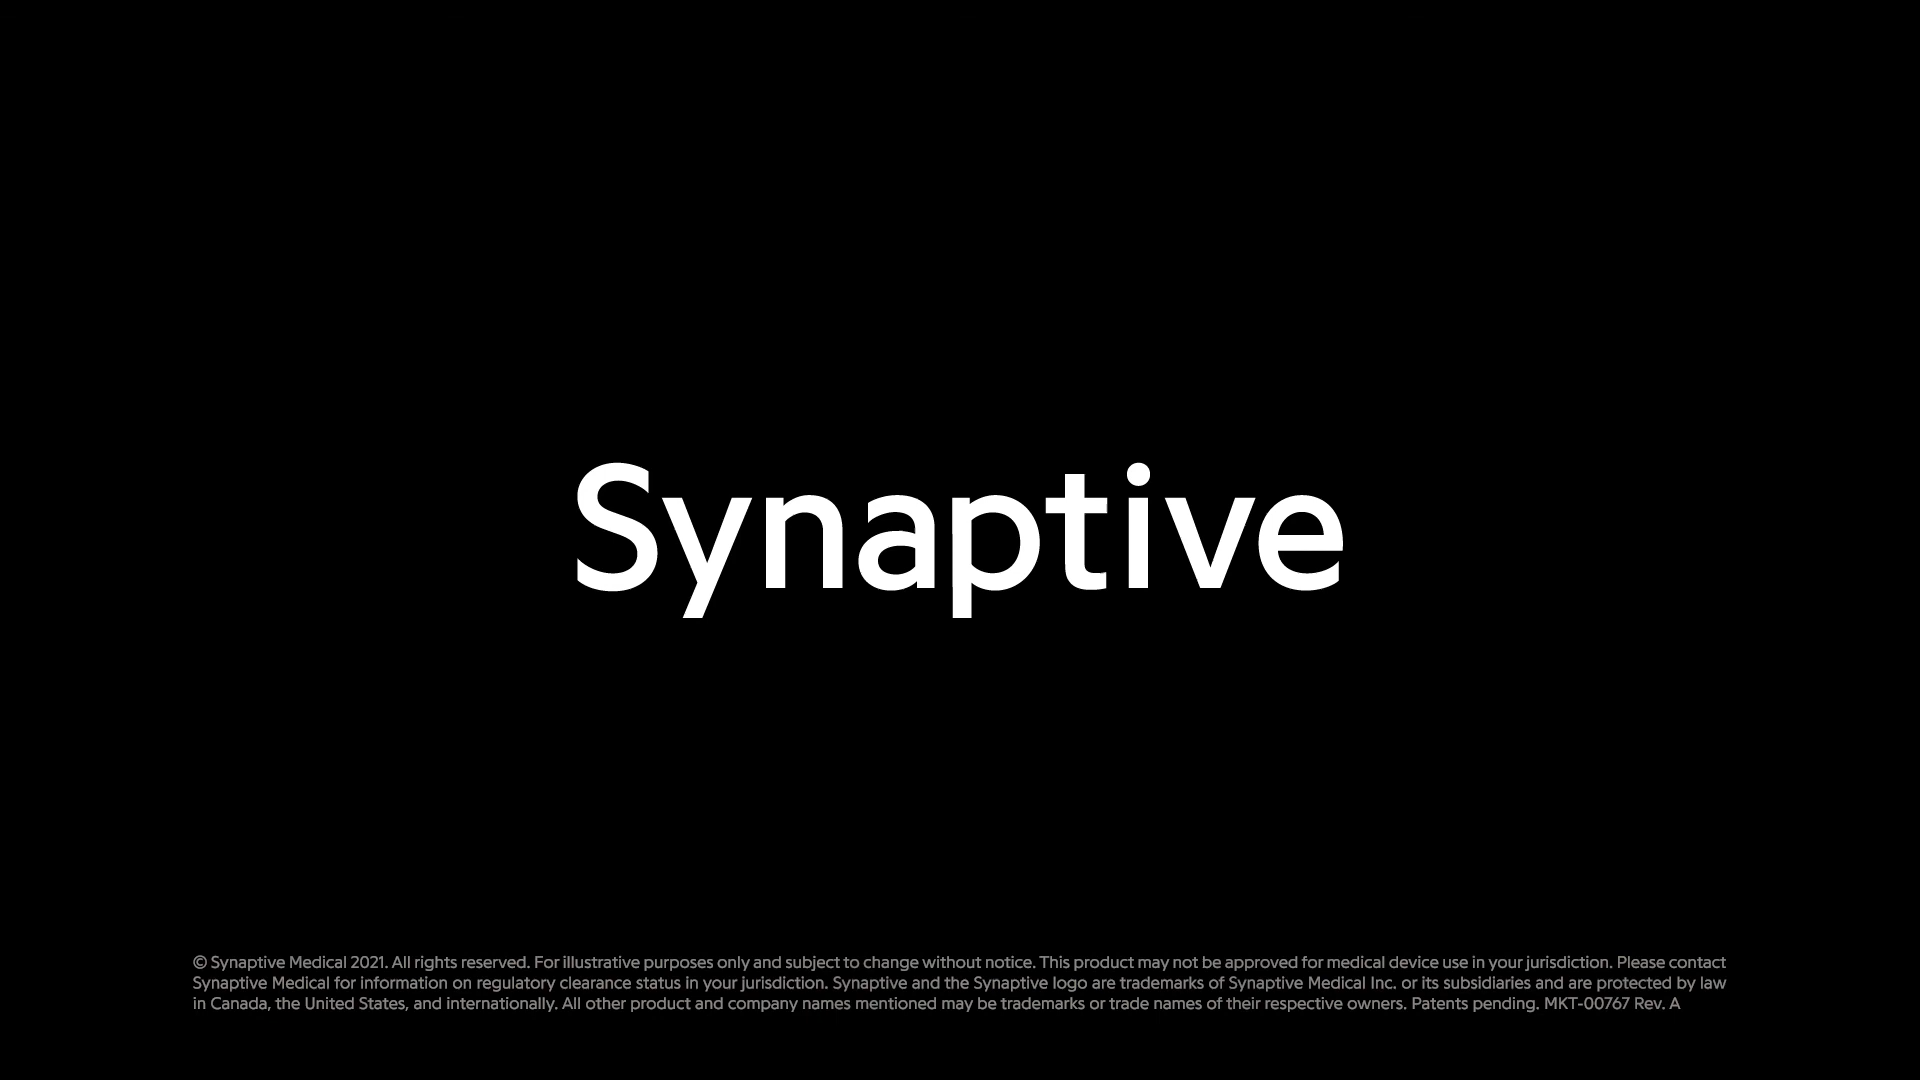 Synaptive
© Synaptive Medical 2021. All rights reserved. For illustrative purposes only and subject to change without notice. This product may not be approved for medical device use in your jurisdiction. Please contact
Synaptive Medical for information on regulatory clearance status in your jurisdiction. Synaptive and the Synaptive logo are trademarks of Synaptive Medical Inc. or its subsidiaries and are protected by law
in Canada, the United States, and internationally. All other product and company names mentioned may be trademarks or trade names of their respective owners. Patents pending. MKT-00767 Rev. A